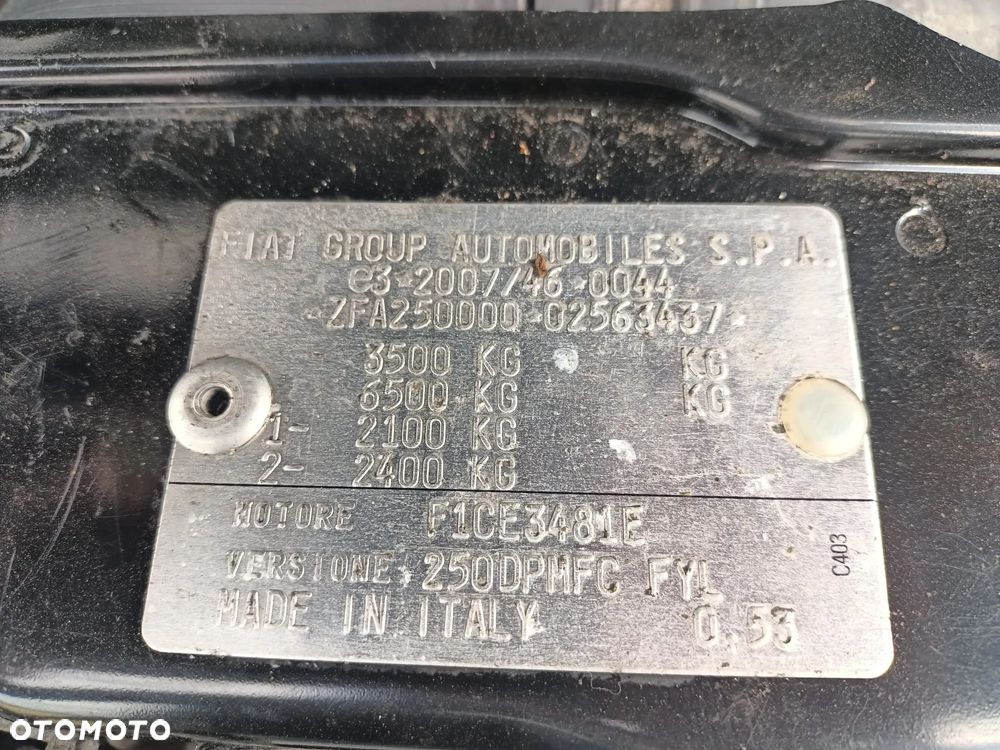 FIAT GROUP AUTOMOBILES S.P.A.
e3*2007/46*0044
*ZFA25000002563437*
3500 KG KG
6500 KG KG
1- 2100 KG
2- 2400 KG
MOTORE F1CE3481E
VERSIONE 250DPMFC FYL
MADE IN ITALY 0,53
C403
OTOMOTO